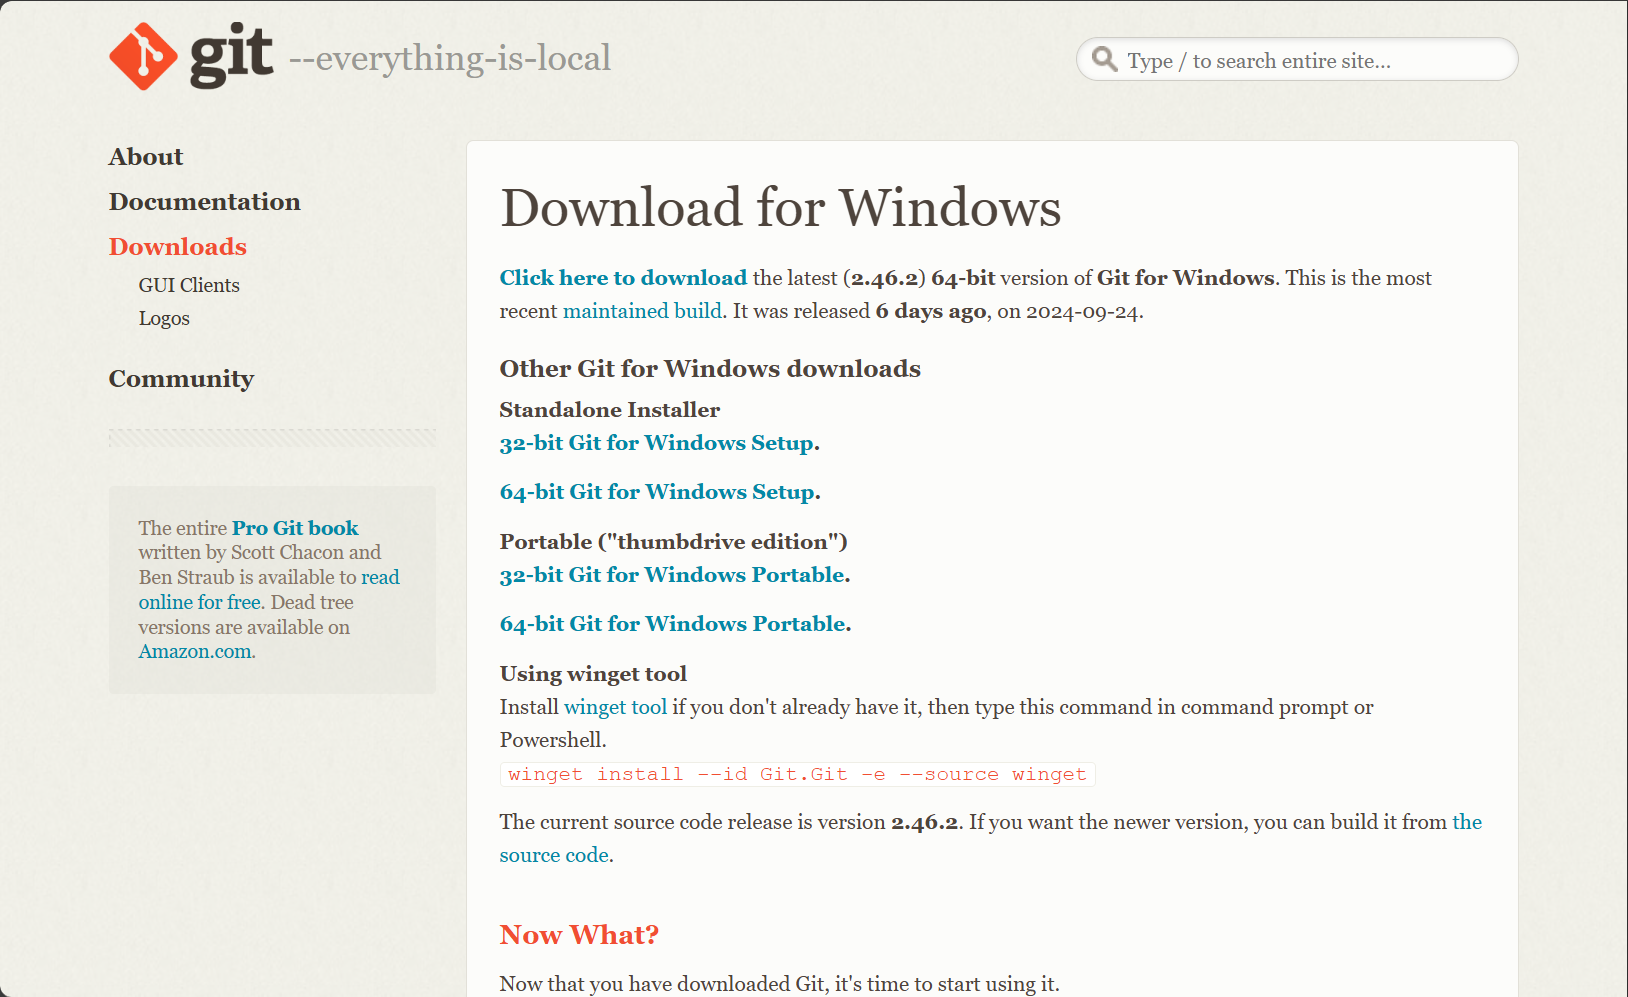 git --everything-is-local
Type / to search entire site...
About
Documentation
Downloads
GUI Clients
Logos
Community
The entire Pro Git book
written by Scott Chacon and
Ben Straub is available to read
online for free. Dead tree
versions are available on
Amazon.com.
Download for Windows
Click here to download the latest (2.46.2) 64-bit version of Git for Windows. This is the most
recent maintained build. It was released 6 days ago, on 2024-09-24.
Other Git for Windows downloads
Standalone Installer
32-bit Git for Windows Setup.
64-bit Git for Windows Setup.
Portable ("thumbdrive edition")
32-bit Git for Windows Portable.
64-bit Git for Windows Portable.
Using winget tool
Install winget tool if you don't already have it, then type this command in command prompt or
Powershell.
winget install --id Git.Git -e --source winget
The current source code release is version 2.46.2. If you want the newer version, you can build it from the
source code.
Now What?
Now that you have downloaded Git, it's time to start using it.